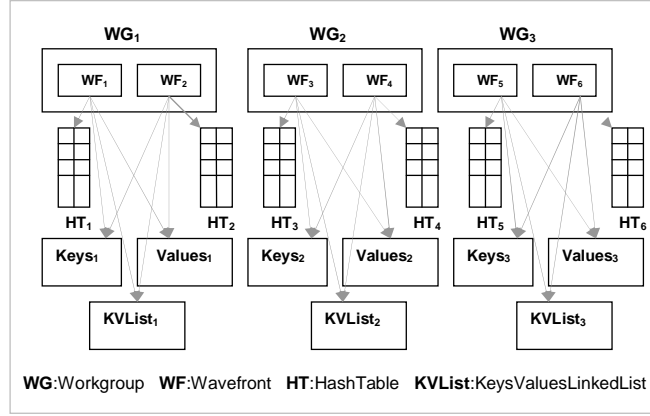 WG1 WG2 WG3
WF1 WF2 WF3 WF4 WF5 WF6
HT1 HT2 HT3 HT4 HT5 HT6
Keys1 Values1 Keys2 Values2 Keys3 Values3
KVList1 KVList2 KVList3
WG:Workgroup WF:Wavefront HT:HashTable KVList:KeysValuesLinkedList